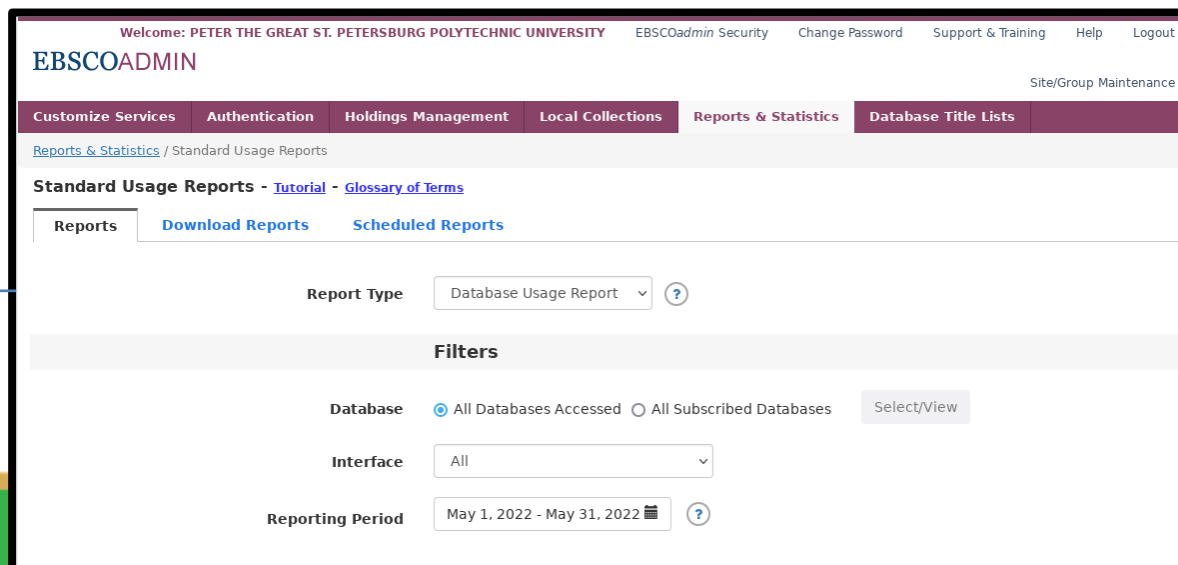 Welcome: PETER THE GREAT ST. PETERSBURG POLYTECHNIC UNIVERSITY EBSCOadmin Security Change Password Support & Training Help Logout
EBSCOADMIN
Site/Group Maintenance
Customize Services Authentication Holdings Management Local Collections Reports & Statistics Database Title Lists
Reports & Statistics / Standard Usage Reports
Standard Usage Reports - Tutorial - Glossary of Terms
Reports Download Reports Scheduled Reports
Report Type Database Usage Report ?
Filters
Database All Databases Accessed All Subscribed Databases Select/View
Interface All
Reporting Period May 1, 2022 - May 31, 2022 ?